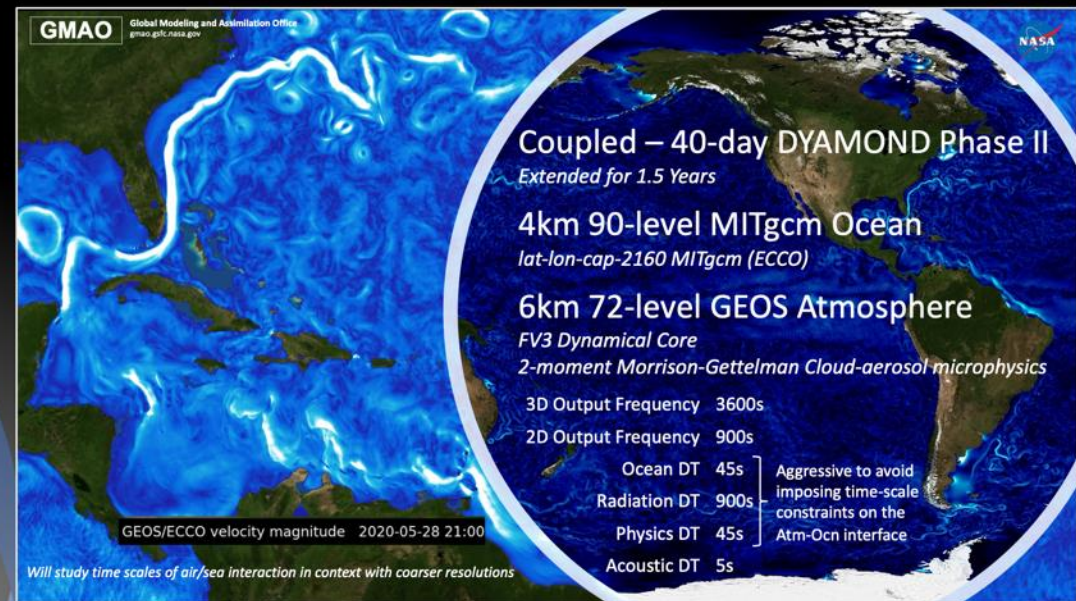 GMAO
Global Modeling and Assimilation Office
gmao.gsfc.nasa.gov
NASA
Coupled – 40-day DYAMOND Phase II
Extended for 1.5 Years
4km 90-level MITgcm Ocean
lat-lon-cap-2160 MITgcm (ECCO)
6km 72-level GEOS Atmosphere
FV3 Dynamical Core
2-moment Morrison-Gettelman Cloud-aerosol microphysics
3D Output Frequency 3600s
2D Output Frequency 900s
Ocean DT 45s
Radiation DT 900s
Physics DT 45s
Acoustic DT 5s
Aggressive to avoid
imposing time-scale
constraints on the
Atm-Ocn interface
GEOS/ECCO velocity magnitude 2020-05-28 21:00
Will study time scales of air/sea interaction in context with coarser resolutions